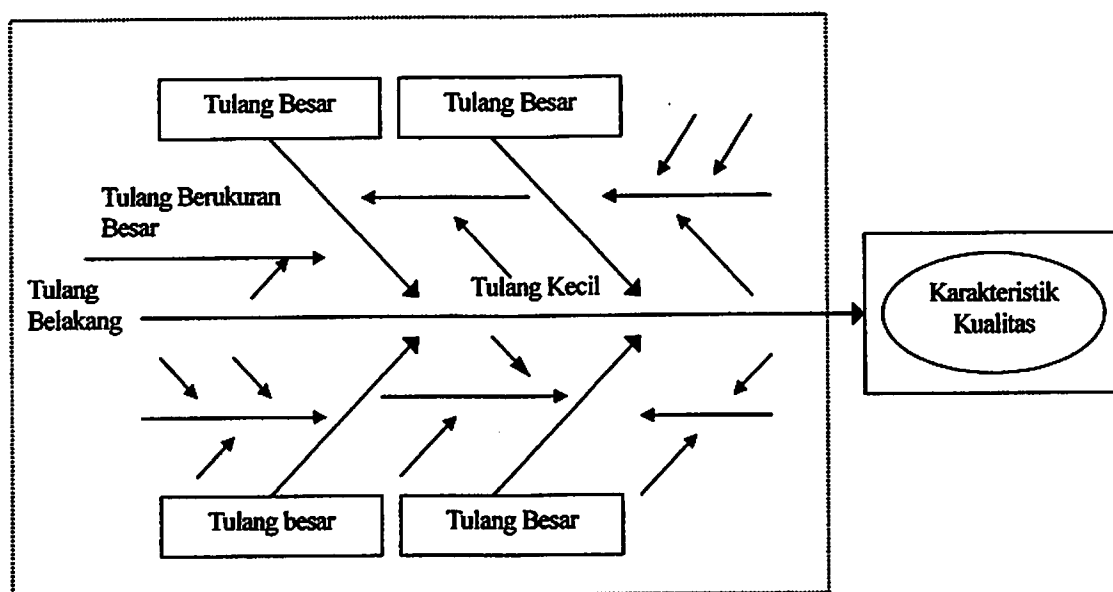 Tulang Besar
Tulang Besar
Tulang Berukuran
Besar
Tulang Kecil
Tulang
Belakang
Karakteristik
Kualitas
Tulang besar
Tulang Besar